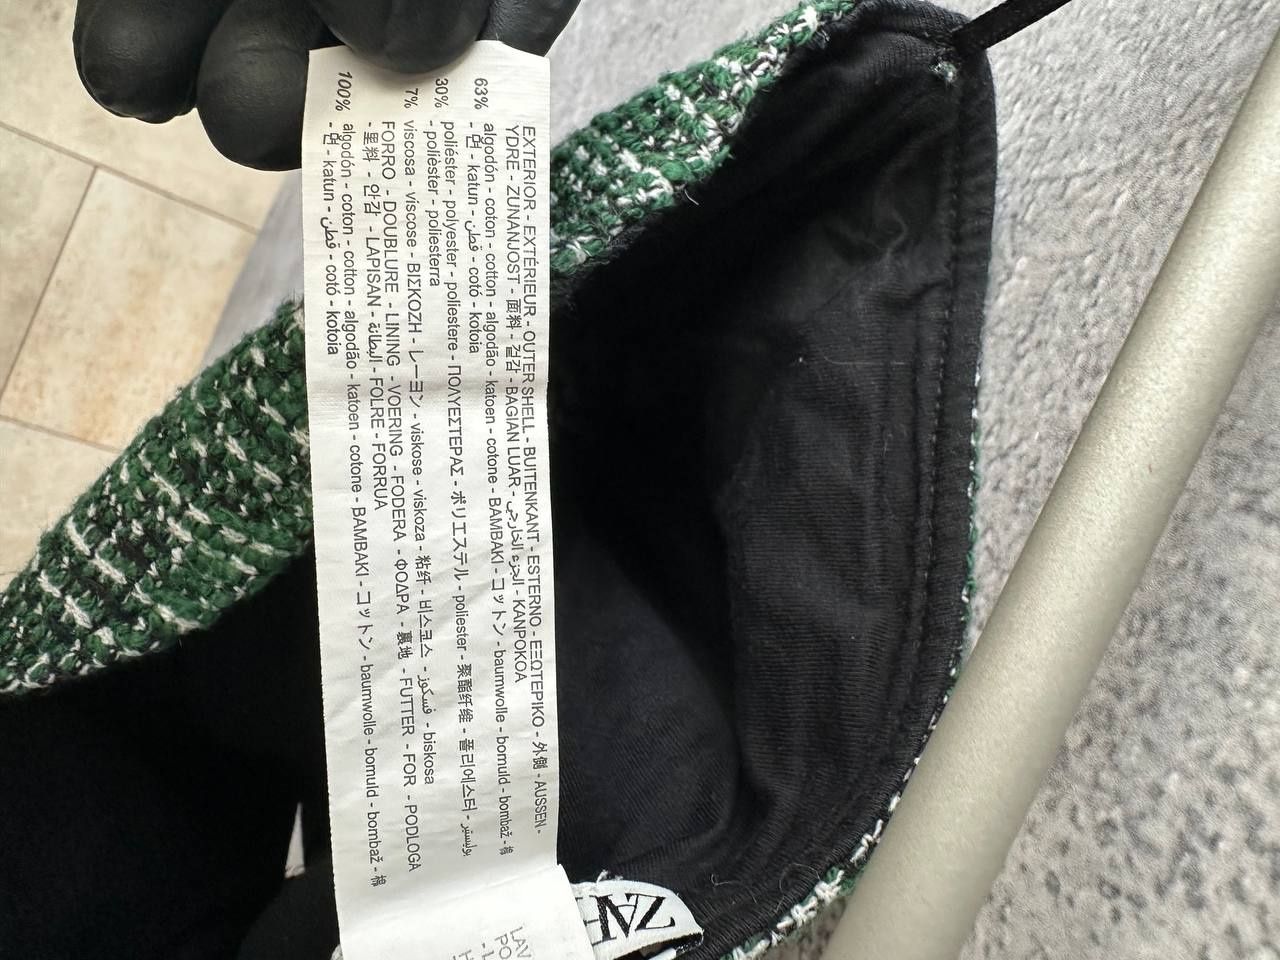 EXTERIOR - EXTÉRIEUR - OUTER SHELL - BUITENKANT - ESTERNO - ΕΞΩΤΕΡΙΚΟ - 外側 - AUSSEN -
YDRE - ZUNANJOST - 面料 - 겉감 - BAGIAN LUAR - الجزء الخارجي - KANPOKOA
63% algodón - coton - cotton - algodão - katoen - cotone - BAMBAKI - コットン - baumwolle - bomuld - bombaž - 棉
- 면 - katun - قطن - cotó - kotoia
30% poliéster - polyester - poliestere - ΠΟΛΥΕΣΤΕΡΑΣ - ポリエステル - poliester - 聚酯纤维 - 폴리에스터 - بوليستر
- polièster - poliesterra
7% viscosa - viscose - ΒΙΣΚΟΖΗ - レーヨン - viskose - viskoza - 粘纤 - 비스코스 - فسكوز - biskosa
FORRO - DOUBLURE - LINING - VOERING - FODERA - ΦΟΔΡΑ - 裏地 - FUTTER - FOR - PODLOGA
- 里料 - 안감 - LAPISAN - البطانة - FOLRE - FORRUA
100% algodón - coton - cotton - algodão - katoen - cotone - BAMBAKI - コットン - baumwolle - bomuld - bombaž - 棉
- 면 - katun - قطن - cotó - kotoia
ZA
LAV
PO